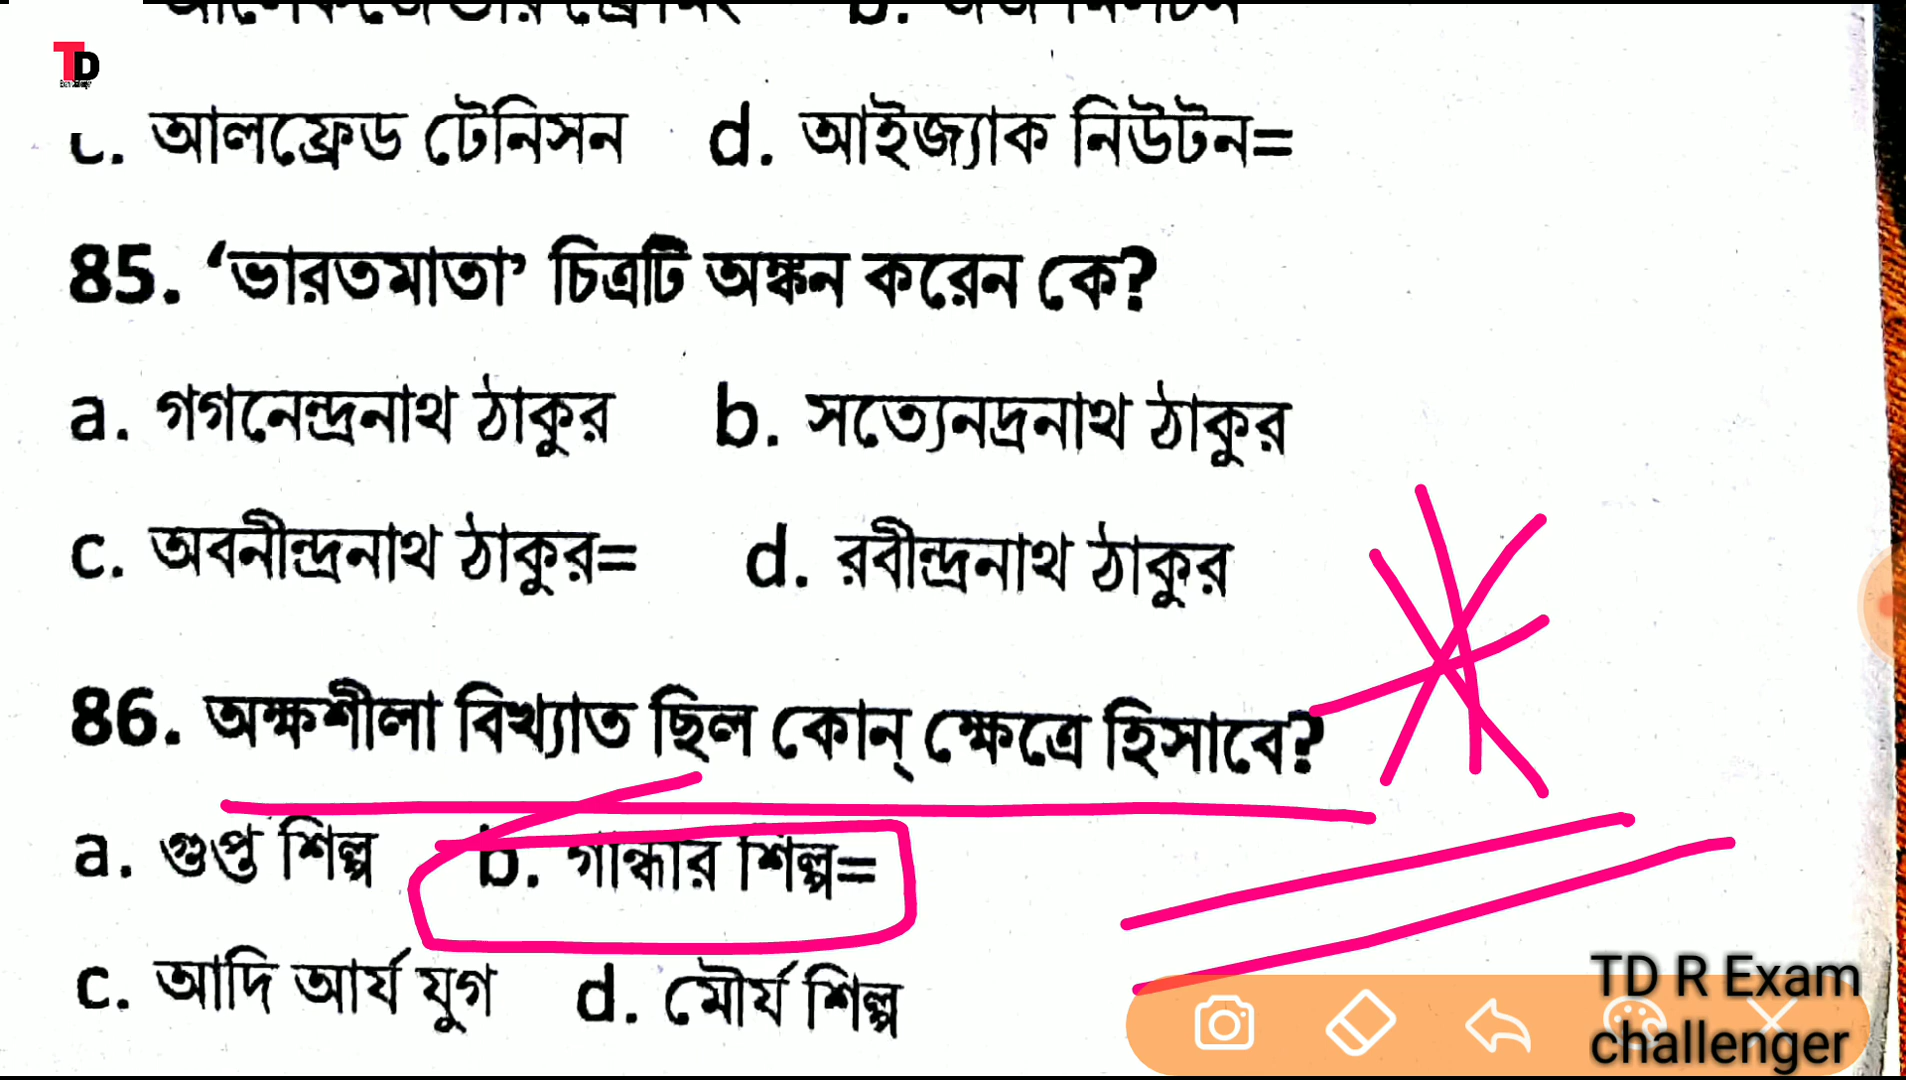 TD
c. আলফ্রেড টেনিসন d. আইজ্যাক নিউটন=
85. ‘ভারতমাতা’ চিত্রটি অঙ্কন করেন কে?
a. গগনেন্দ্রনাথ ঠাকুর b. সত্যেনদ্রনাথ ঠাকুর
c. অবনীন্দ্রনাথ ঠাকুর= d. রবীন্দ্রনাথ ঠাকুর
86. অক্ষশীলা বিখ্যাত ছিল কোন্ ক্ষেত্রে হিসাবে?
a. গুপ্ত শিল্প b. গান্ধার শিল্প=
c. আদি আর্য যুগ d. মৌর্য শিল্প
TD R Exam
challenger